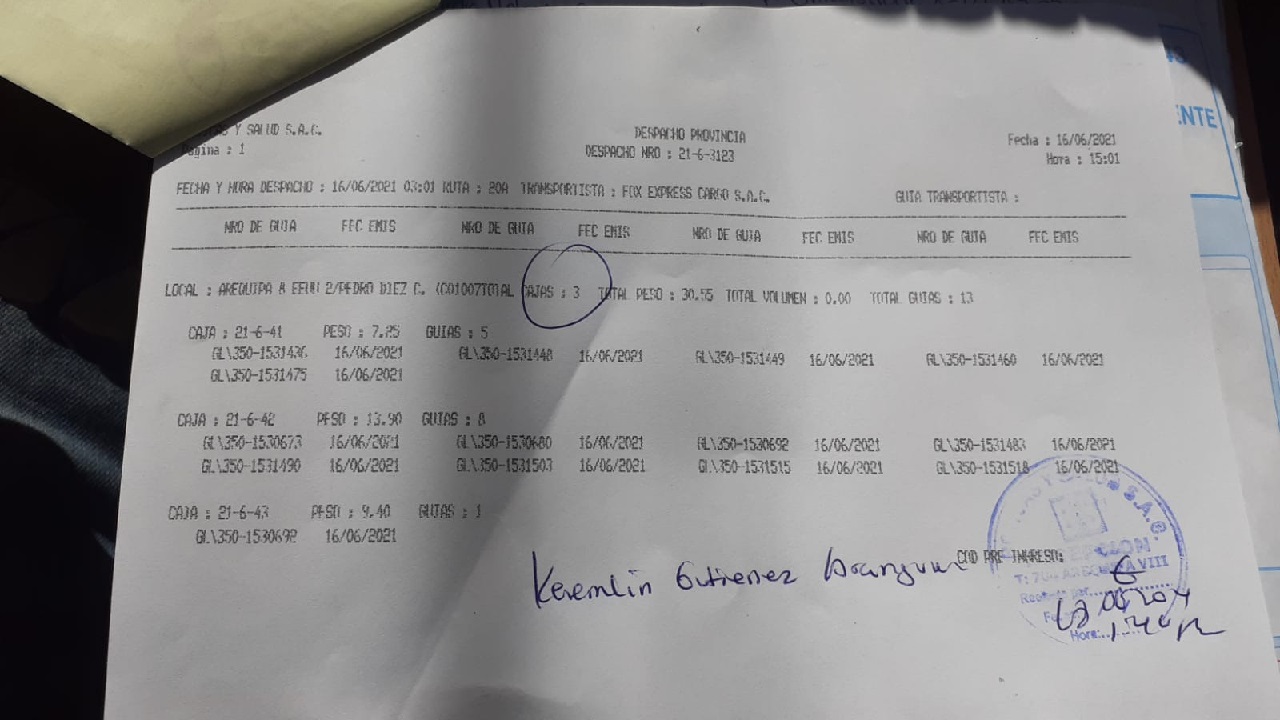 Y SALUD S.A.C.
Pagina : 1
DESPACHO PROVINCIA
DESPACHO NRO : 21-6-3123
Fecha : 16/06/2021
Hora : 15:01
FECHA Y HORA DESPACHO : 16/06/2021 03:01 RUTA : 20A TRANSPORTISTA : FOX EXPRESS CARGO S.A.C. GUIA TRANSPORTISTA :
NRO DE GUIA FEC EMIS NRO DE GUIA FEC EMIS NRO DE GUIA FEC EMIS NRO DE GUIA FEC EMIS
LOCAL : AREQUIPA 8 2/PEDRO DIEZ C. TOTAL CAJAS : 3 TOTAL PESO : 30.55 TOTAL VOLUMEN : 0.00 TOTAL GUIAS : 13
CAJA : 21-6-41 PESO : 7.25 GUIAS : 5
GL\350-1531436 16/06/2021 GL\350-1531448 16/06/2021 GL\350-1531449 16/06/2021 GL\350-1531460 16/06/2021
GL\350-1531475 16/06/2021
CAJA : 21-6-42 PESO : 13.90 GUIAS : 8
GL\350-1530673 16/06/2021 GL\350-1530680 16/06/2021 GL\350-1530692 16/06/2021 GL\350-1531483 16/06/2021
GL\350-1531490 16/06/2021 GL\350-1531503 16/06/2021 GL\350-1531515 16/06/2021 GL\350-1531518 16/06/2021
CAJA : 21-6-43 PESO : 9.40 GUIAS : 1
GL\350-1530692 16/06/2021
COD PRE IMPRESO:
Keremlin Gutierrez
S.A.C
VIII
Hora: